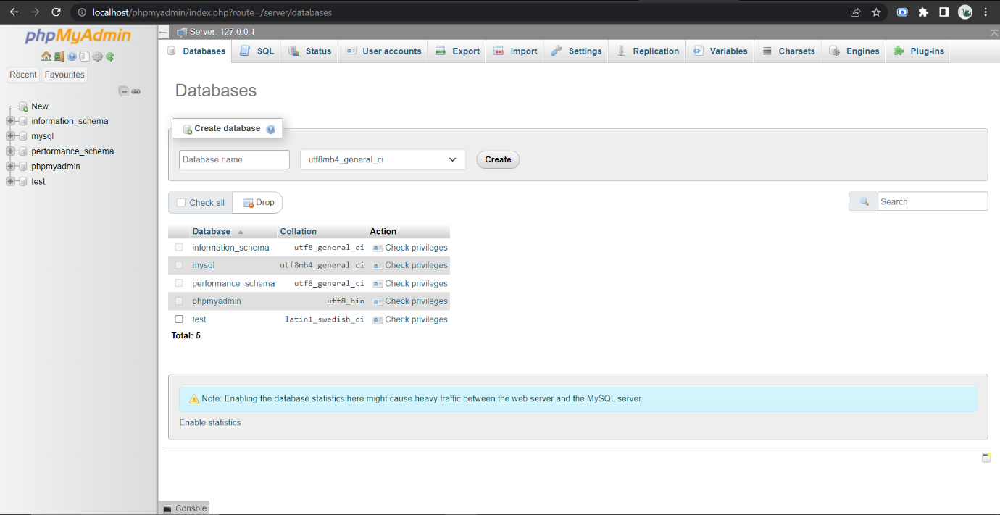 localhost/phpmyadmin/index.php?route=/server/databases
phpMyAdmin
Recent Favourites
New
information_schema
mysql
performance_schema
phpmyadmin
test
Server: 127.0.0.1
Databases SQL Status User accounts Export Import Settings Replication Variables Charsets Engines Plug-ins
Databases
Create database
Database name utf8mb4_general_ci Create
Check all Drop Search
Database Collation Action
information_schema utf8_general_ci Check privileges
mysql utf8mb4_general_ci Check privileges
performance_schema utf8_general_ci Check privileges
phpmyadmin utf8_bin Check privileges
test latin1_swedish_ci Check privileges
Total: 5
Note: Enabling the database statistics here might cause heavy traffic between the web server and the MySQL server.
Enable statistics
Console